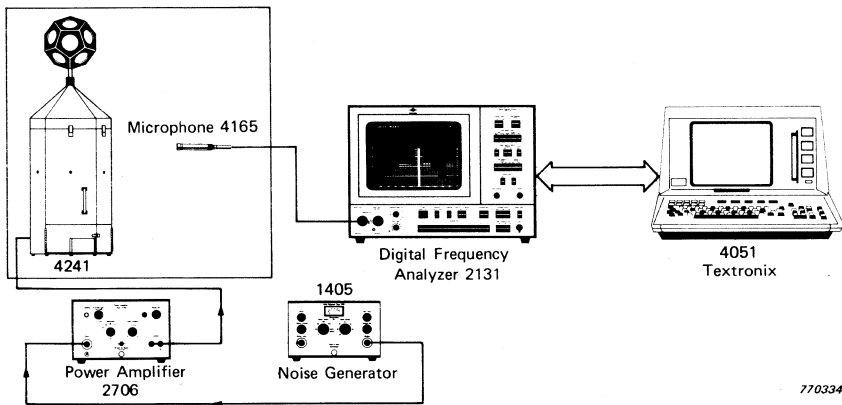 Microphone 4165
4241
Digital Frequency
Analyzer 2131
4051
Textronix
1405
Power Amplifier
2706
Noise Generator
770334